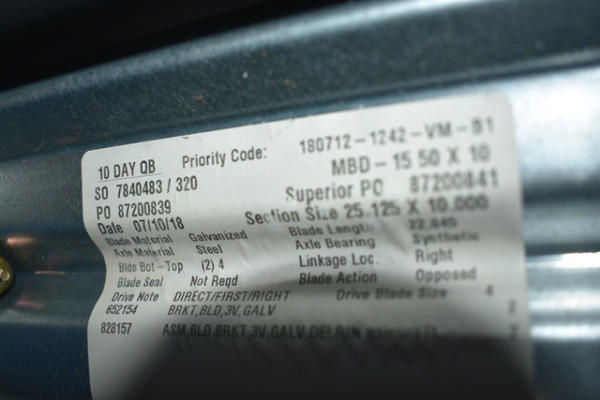 10 DAY QB Priority Code: 180712-1242-VM-B1
SO 7840483 / 320 MBD-15 50 X 10
PO 87200839 Superior PO 87200841
Date 07/10/18 Section Size 25.125 X 10.000
Blade Material Galvanized Blade Length 22.845
Axle Material Steel Axle Bearing Synthetic
Blds Bot-Top (2) 4 Linkage Loc. Right
Blade Seal Not Reqd Blade Action Opposed
Drive Note DIRECT/FIRST/RIGHT Drive Blade Size 4
652154 BRKT,BLD,3V,GALV 2
828157 ASM,BLD BRKT,3V,GALV,DELRIN